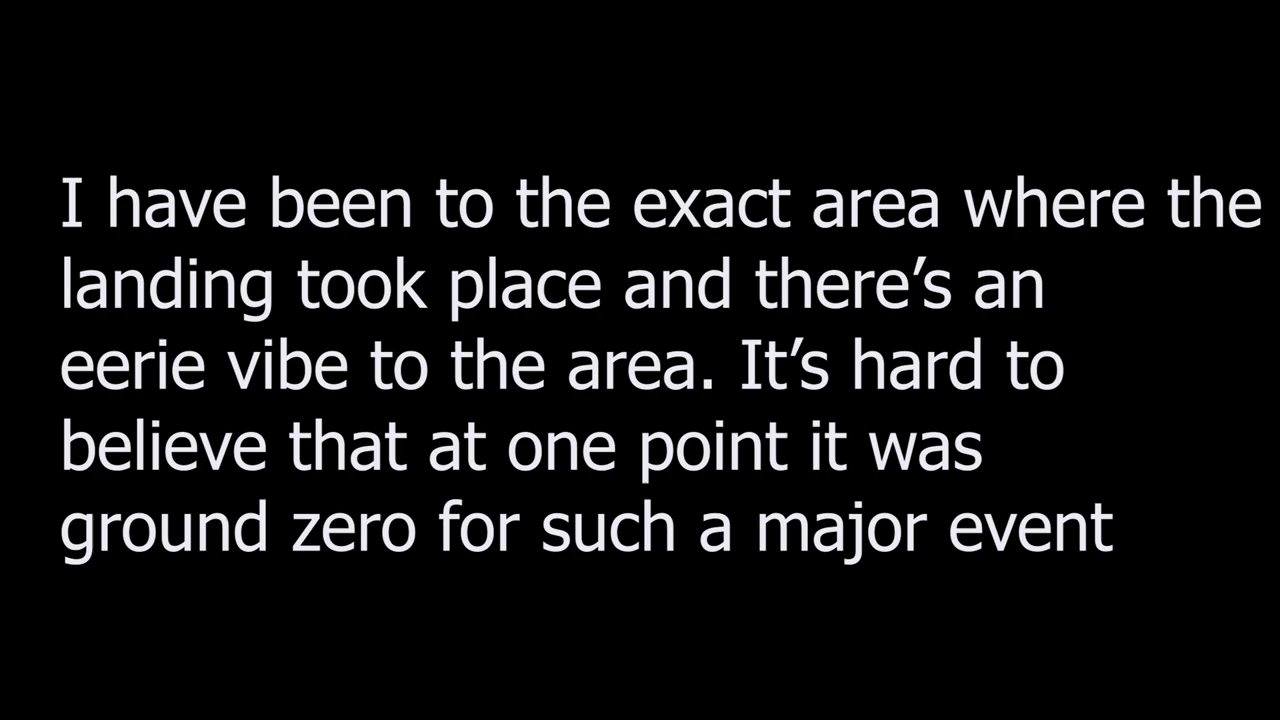 I have been to the exact area where the
landing took place and there’s an
eerie vibe to the area. It’s hard to
believe that at one point it was
ground zero for such a major event